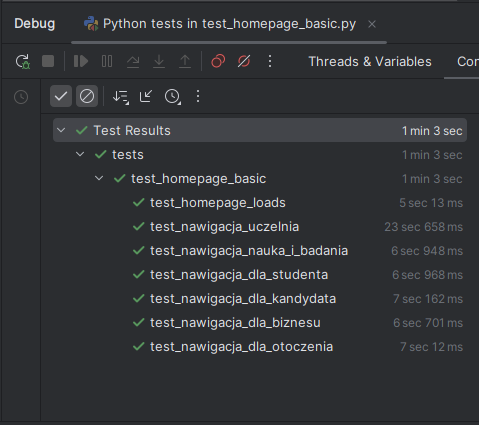 Debug Python tests in test_homepage_basic.py
Threads & Variables Con
Test Results 1 min 3 sec
tests 1 min 3 sec
test_homepage_basic 1 min 3 sec
test_homepage_loads 5 sec 13 ms
test_nawigacja_uczelnia 23 sec 658 ms
test_nawigacja_nauka_i_badania 6 sec 948 ms
test_nawigacja_dla_studenta 6 sec 968 ms
test_nawigacja_dla_kandydata 7 sec 162 ms
test_nawigacja_dla_biznesu 6 sec 701 ms
test_nawigacja_dla_otoczenia 7 sec 12 ms